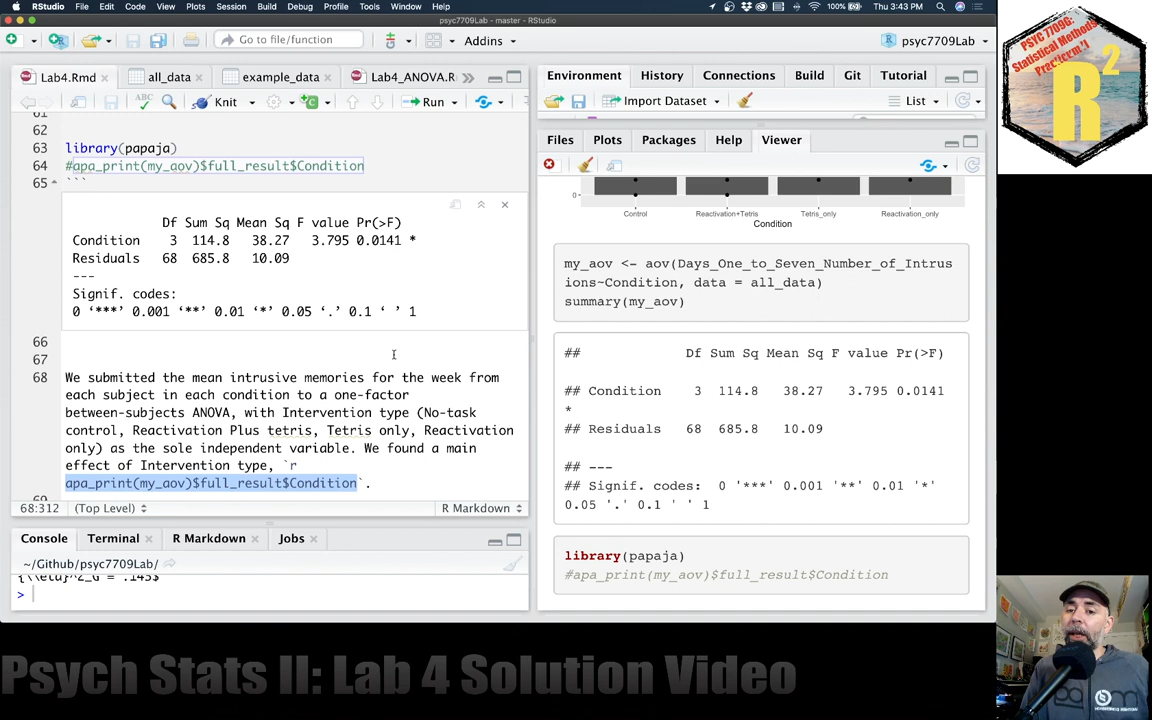 RStudio File Edit Code View Plots Session Build Debug Profile Tools Window Help 100% Thu 3:43 PM
psyc7709Lab - master - RStudio
Go to file/function Addins psyc7709Lab
Lab4.Rmd all_data example_data Lab4_ANOVA.R
Knit Run
61
62
63 library(papaja)
64 #apa_print(my_aov)$full_result$Condition
65 ```
Df Sum Sq Mean Sq F value Pr(>F)
Condition 3 114.8 38.27 3.795 0.0141 *
Residuals 68 685.8 10.09
---
Signif. codes:
0 ‘***’ 0.001 ‘**’ 0.01 ‘*’ 0.05 ‘.’ 0.1 ‘ ’ 1
66
67
68 We submitted the mean intrusive memories for the week from
each subject in each condition to a one-factor
between-subjects ANOVA, with Intervention type (No-task
control, Reactivation Plus tetris, Tetris only, Reactivation
only) as the sole independent variable. We found a main
effect of Intervention type, `r
apa_print(my_aov)$full_result$Condition`.
69
68:312 (Top Level) R Markdown
Console Terminal R Markdown Jobs
~/Github/psyc7709Lab/
{\\eta}^2_G = .143$
>
Environment History Connections Build Git Tutorial
Import Dataset List
Files Plots Packages Help Viewer
0
Control Reactivation+Tetris Tetris_only Reactivation_only
Condition
my_aov <- aov(Days_One_to_Seven_Number_of_Intrus
ions~Condition, data = all_data)
summary(my_aov)
## Df Sum Sq Mean Sq F value Pr(>F)
## Condition 3 114.8 38.27 3.795 0.0141
*
## Residuals 68 685.8 10.09
## ---
## Signif. codes: 0 '***' 0.001 '**' 0.01 '*'
0.05 '.' 0.1 ' ' 1
library(papaja)
#apa_print(my_aov)$full_result$Condition
PSYC 7709G:
Statistical Methods
R2
Psych Stats II: Lab 4 Solution Video